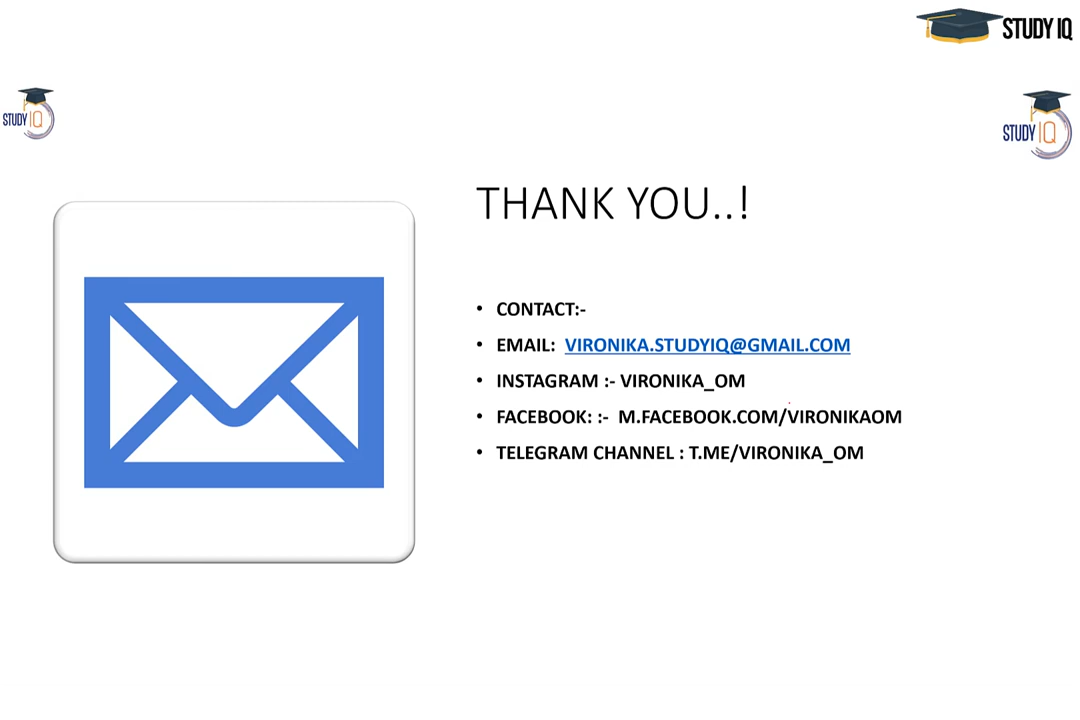 STUDY IQ
STUDY IQ
STUDY IQ
THANK YOU..!
• CONTACT:-
• EMAIL: VIRONIKA.STUDYIQ@GMAIL.COM
• INSTAGRAM :- VIRONIKA_OM
• FACEBOOK: :- M.FACEBOOK.COM/VIRONIKAOM
• TELEGRAM CHANNEL : T.ME/VIRONIKA_OM